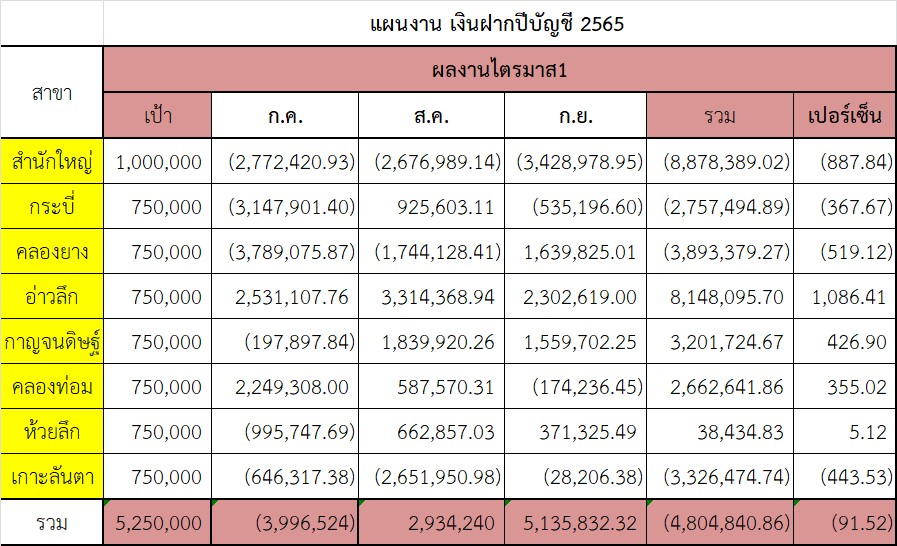 แผนงาน เงินฝากปีบัญชี 2565
สาขา ผลงานไตรมาส1
เป้า ก.ค. ส.ค. ก.ย. รวม เปอร์เซ็น
สำนักใหญ่ 1,000,000 (2,772,420.93) (2,676,989.14) (3,428,978.95) (8,878,389.02) (887.84)
กระบี่ 750,000 (3,147,901.40) 925,603.11 (535,196.60) (2,757,494.89) (367.67)
คลองยาง 750,000 (3,789,075.87) (1,744,128.41) 1,639,825.01 (3,893,379.27) (519.12)
อ่าวลึก 750,000 2,531,107.76 3,314,368.94 2,302,619.00 8,148,095.70 1,086.41
กาญจนดิษฐ์ 750,000 (197,897.84) 1,839,920.26 1,559,702.25 3,201,724.67 426.90
คลองท่อม 750,000 2,249,308.00 587,570.31 (174,236.45) 2,662,641.86 355.02
ห้วยลึก 750,000 (995,747.69) 662,857.03 371,325.49 38,434.83 5.12
เกาะลันตา 750,000 (646,317.38) (2,651,950.98) (28,206.38) (3,326,474.74) (443.53)
รวม 5,250,000 (3,996,524) 2,934,240 5,135,832.32 (4,804,840.86) (91.52)